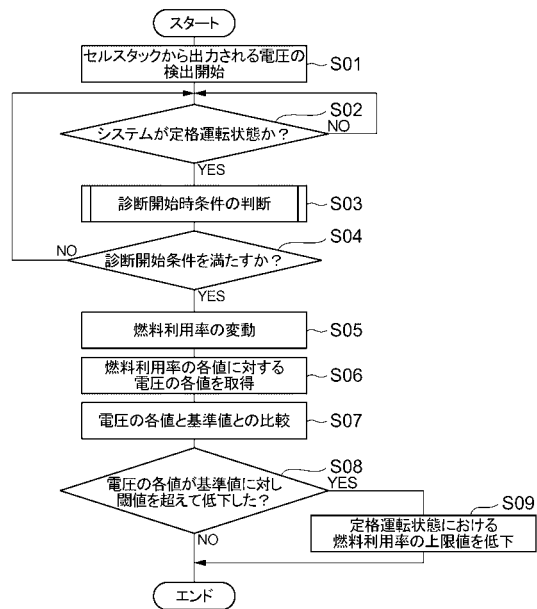 スタート
セルスタックから出力される電圧の
検出開始
S01
システムが定格運転状態か？
S02
NO
YES
診断開始時条件の判断
S03
診断開始条件を満たすか？
S04
NO
YES
燃料利用率の変動
S05
燃料利用率の各値に対する
電圧の各値を取得
S06
電圧の各値と基準値との比較
S07
電圧の各値が基準値に対し
閾値を超えて低下した？
S08
YES
NO
定格運転状態における
燃料利用率の上限値を低下
S09
エンド